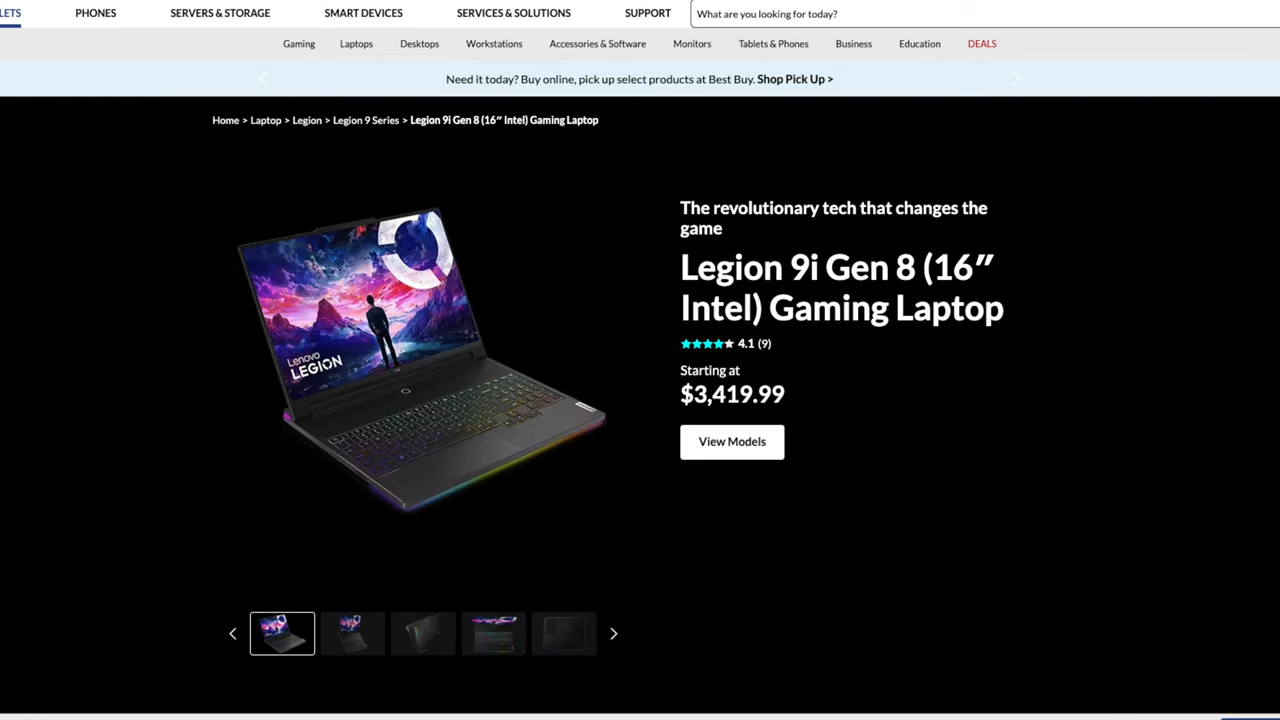 LETS
PHONES
SERVERS & STORAGE
SMART DEVICES
SERVICES & SOLUTIONS
SUPPORT
What are you looking for today?
Gaming
Laptops
Desktops
Workstations
Accessories & Software
Monitors
Tablets & Phones
Business
Education
DEALS
Need it today? Buy online, pick up select products at Best Buy. Shop Pick Up >
Home > Laptop > Legion > Legion 9 Series > Legion 9i Gen 8 (16″ Intel) Gaming Laptop
The revolutionary tech that changes the
game
Legion 9i Gen 8 (16″
Intel) Gaming Laptop
4.1 (9)
Starting at
$3,419.99
View Models
Lenovo
LEGION